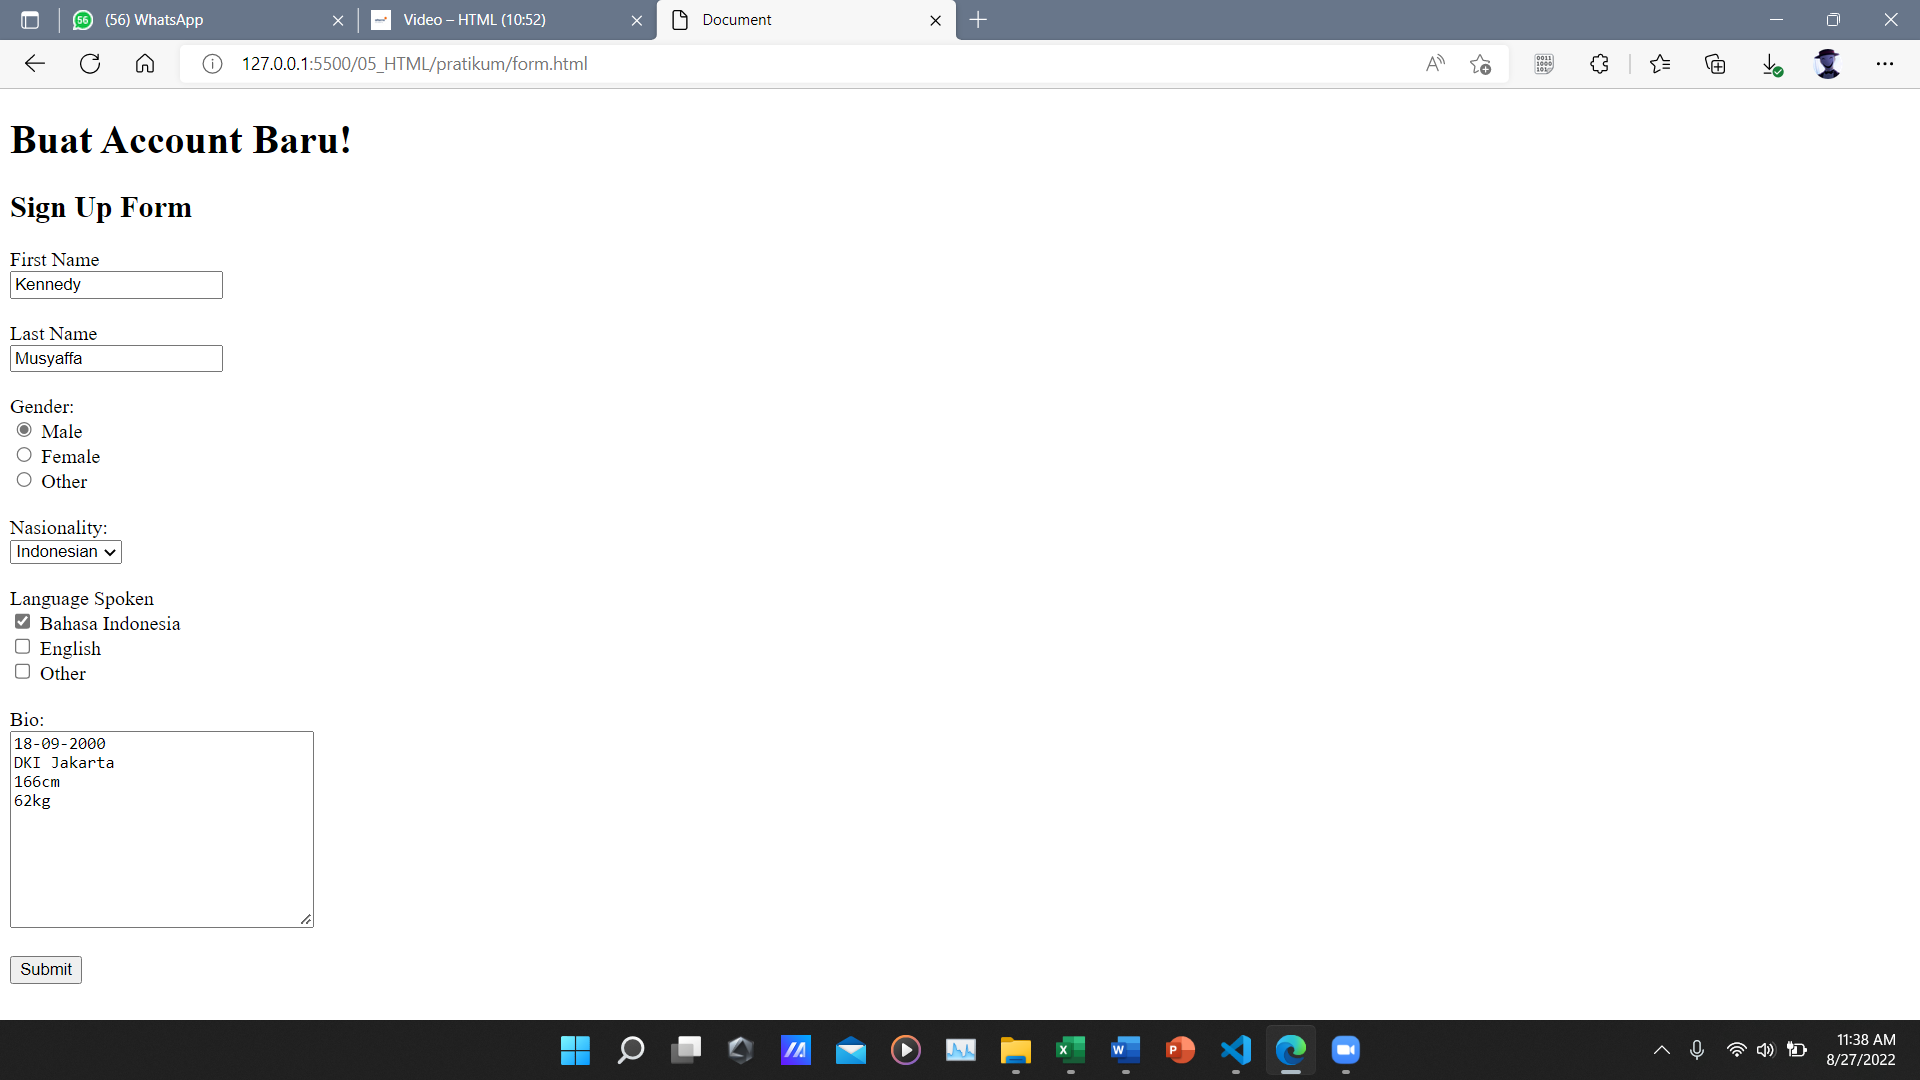 (56) WhatsApp
Video – HTML (10:52)
Document
127.0.0.1:5500/05_HTML/pratikum/form.html
Buat Account Baru!
Sign Up Form
First Name
Kennedy
Last Name
Musyaffa
Gender:
Male
Female
Other
Nasionality:
Indonesian
Language Spoken
Bahasa Indonesia
English
Other
Bio:
18-09-2000
DKI Jakarta
166cm
62kg
Submit
11:38 AM
8/27/2022